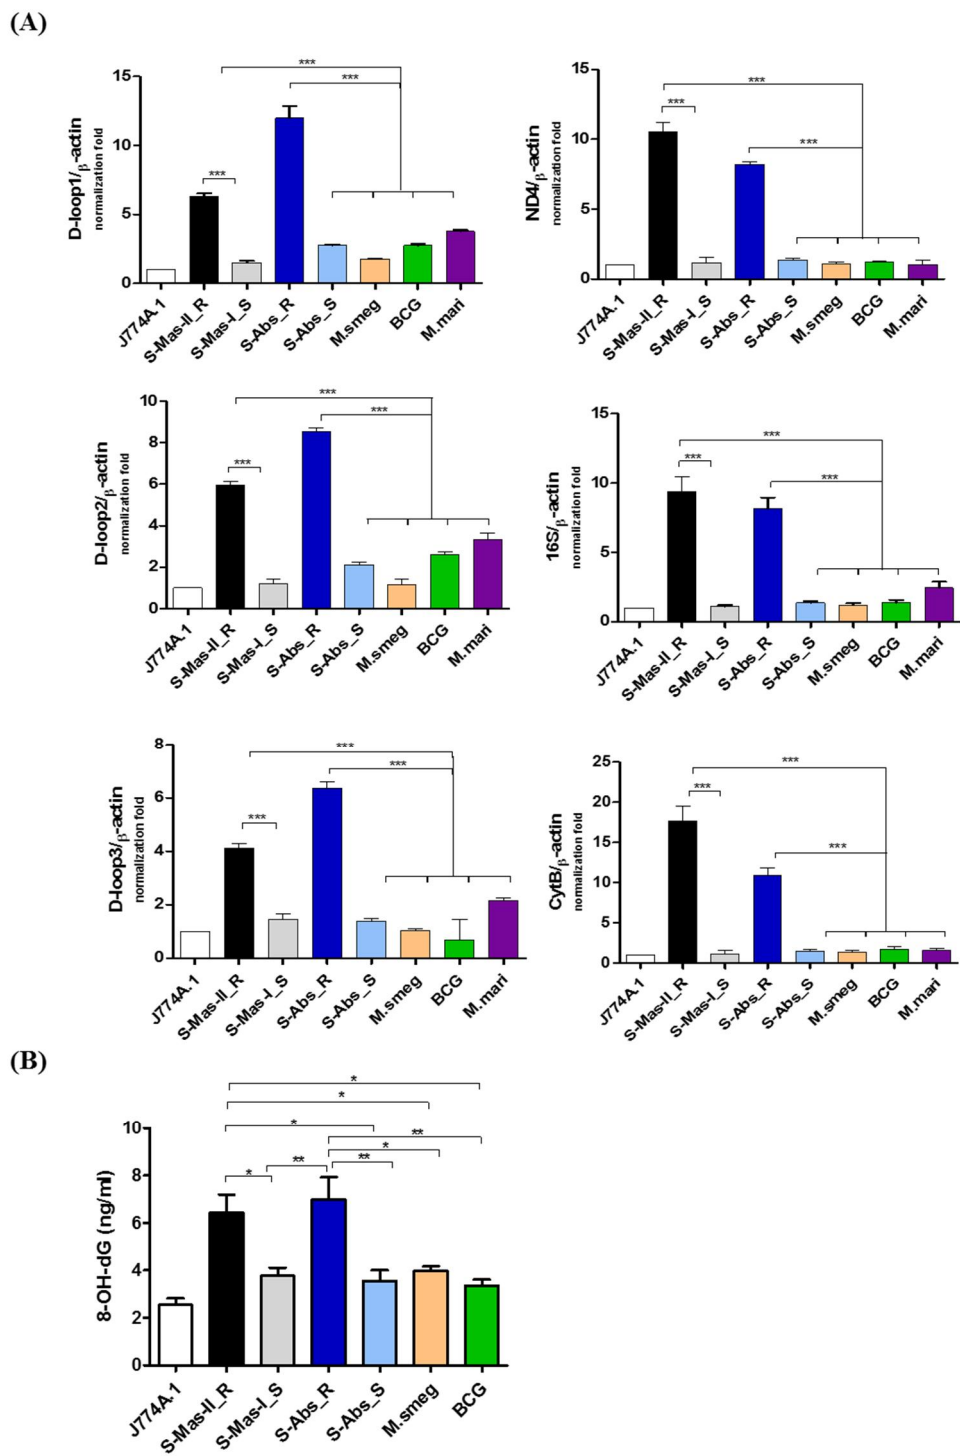 (A)
D-loop1/β-actin
normalization fold
15
10
5
0
***
***
***
J774A.1
S-Mas-II_R
S-Mas-I_S
S-Abs_R
S-Abs_S
M.smeg
BCG
M.mari
ND4/β-actin
normalization fold
15
10
5
0
***
***
***
J774A.1
S-Mas-II_R
S-Mas-I_S
S-Abs_R
S-Abs_S
M.smeg
BCG
M.mari
D-loop2/β-actin
normalization fold
10
8
6
4
2
0
***
***
***
J774A.1
S-Mas-II_R
S-Mas-I_S
S-Abs_R
S-Abs_S
M.smeg
BCG
M.mari
16S/β-actin
normalization fold
15
10
5
0
***
***
***
J774A.1
S-Mas-II_R
S-Mas-I_S
S-Abs_R
S-Abs_S
M.smeg
BCG
M.mari
D-loop3/β-actin
normalization fold
8
6
4
2
0
***
***
***
J774A.1
S-Mas-II_R
S-Mas-I_S
S-Abs_R
S-Abs_S
M.smeg
BCG
M.mari
CytB/β-actin
normalization fold
25
20
15
10
5
0
***
***
***
J774A.1
S-Mas-II_R
S-Mas-I_S
S-Abs_R
S-Abs_S
M.smeg
BCG
M.mari
(B)
8-OH-dG (ng/ml)
10
8
6
4
2
0
*
*
*
**
*
* ** **
J774A.1
S-Mas-II_R
S-Mas-I_S
S-Abs_R
S-Abs_S
M.smeg
BCG